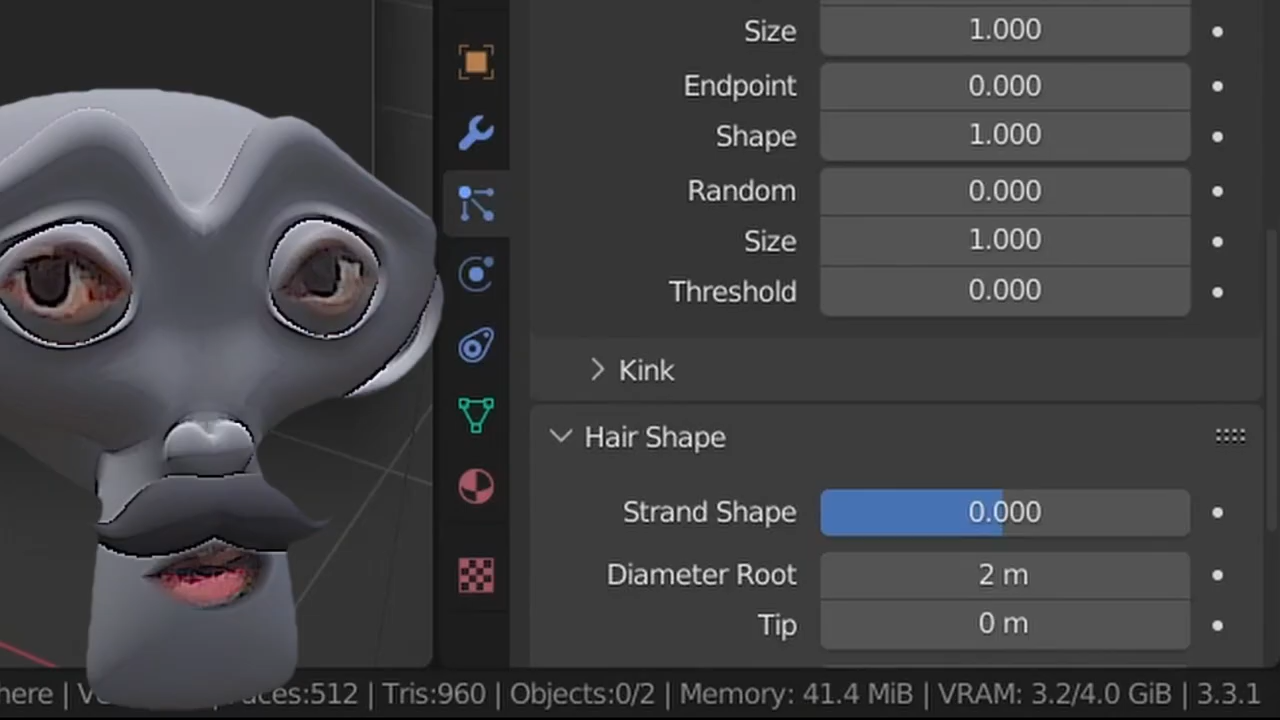 Size 1.000
Endpoint 0.000
Shape 1.000
Random 0.000
Size 1.000
Threshold 0.000
Kink
Hair Shape
Strand Shape 0.000
Diameter Root 2 m
Tip 0 m
| Tris:960 | Objects:0/2 | Memory: 41.4 MiB | VRAM: 3.2/4.0 GiB | 3.3.1